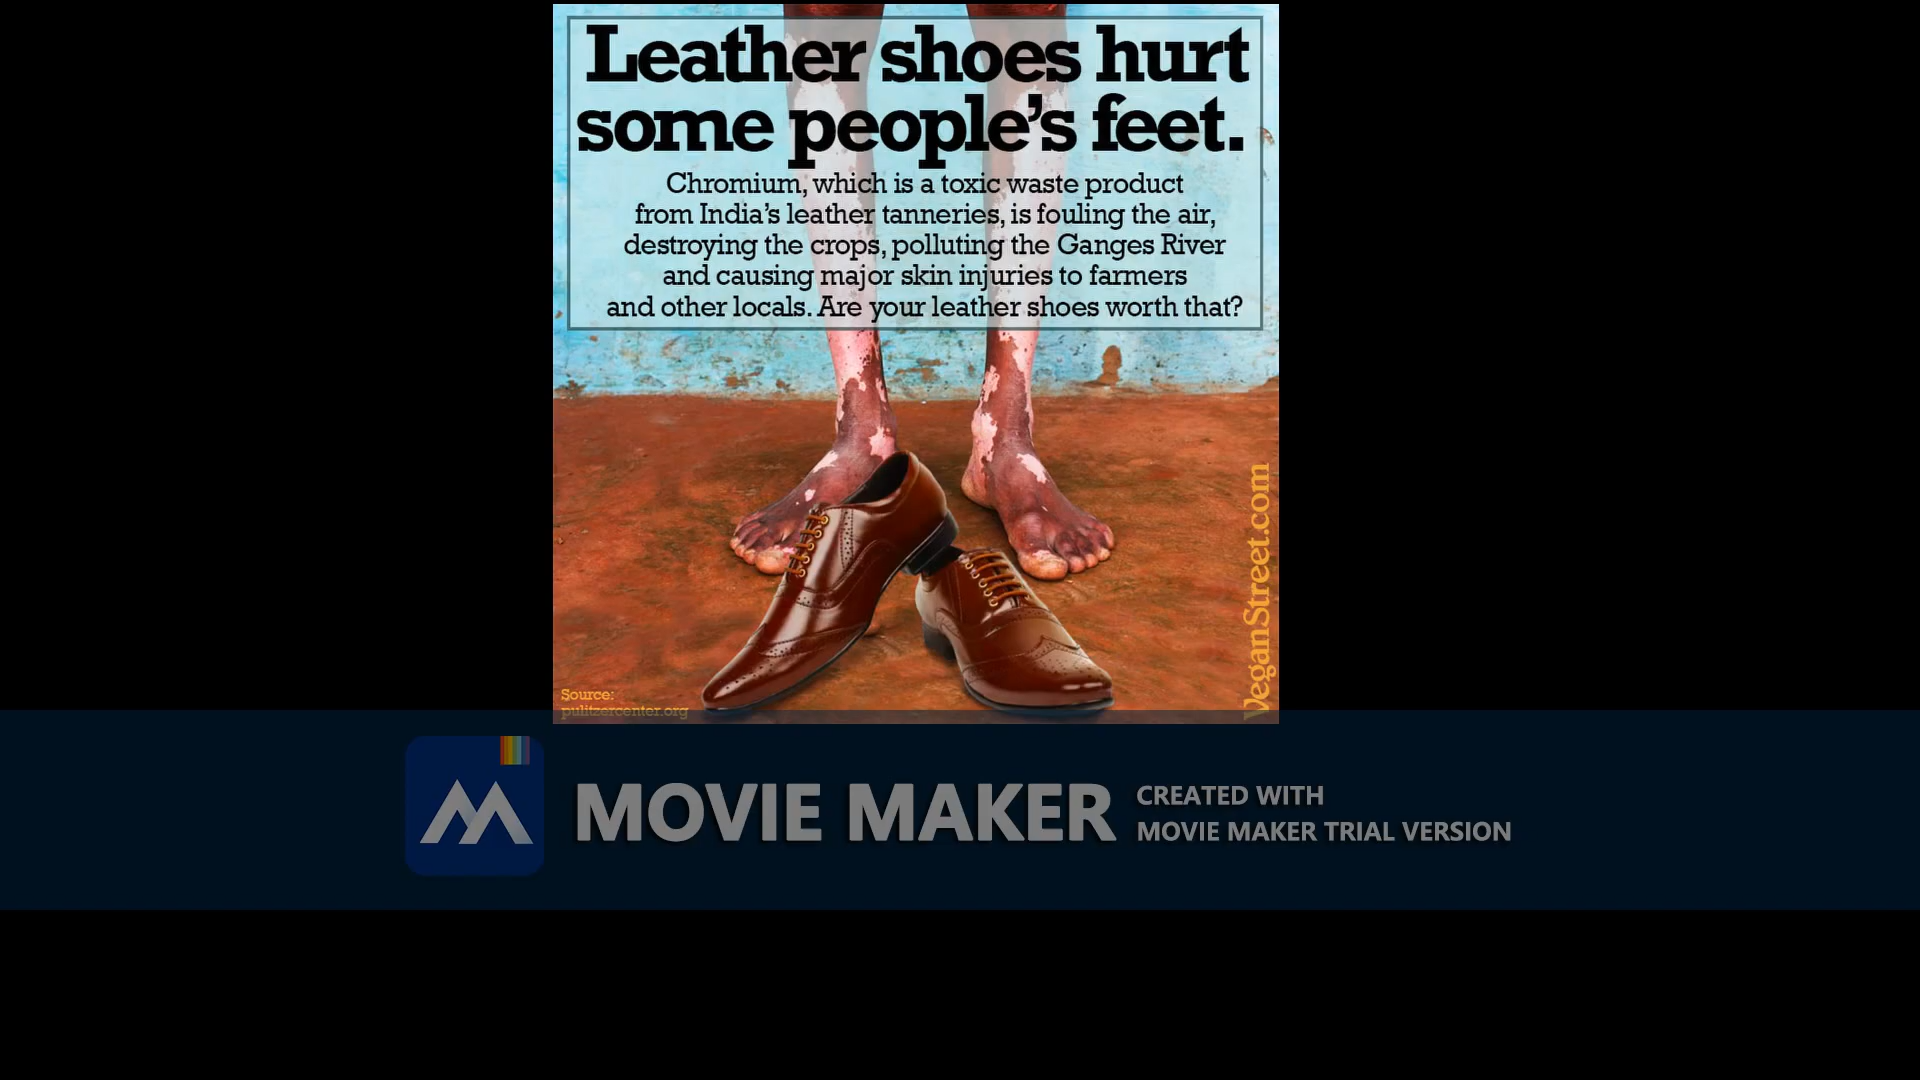 Leather shoes hurt
some people's feet.
Chromium, which is a toxic waste product
from India's leather tanneries, is fouling the air,
destroying the crops, polluting the Ganges River
and causing major skin injuries to farmers
and other locals. Are your leather shoes worth that?
VeganStreet.com
Source:
pulitzercenter.org
MOVIE MAKER
CREATED WITH
MOVIE MAKER TRIAL VERSION